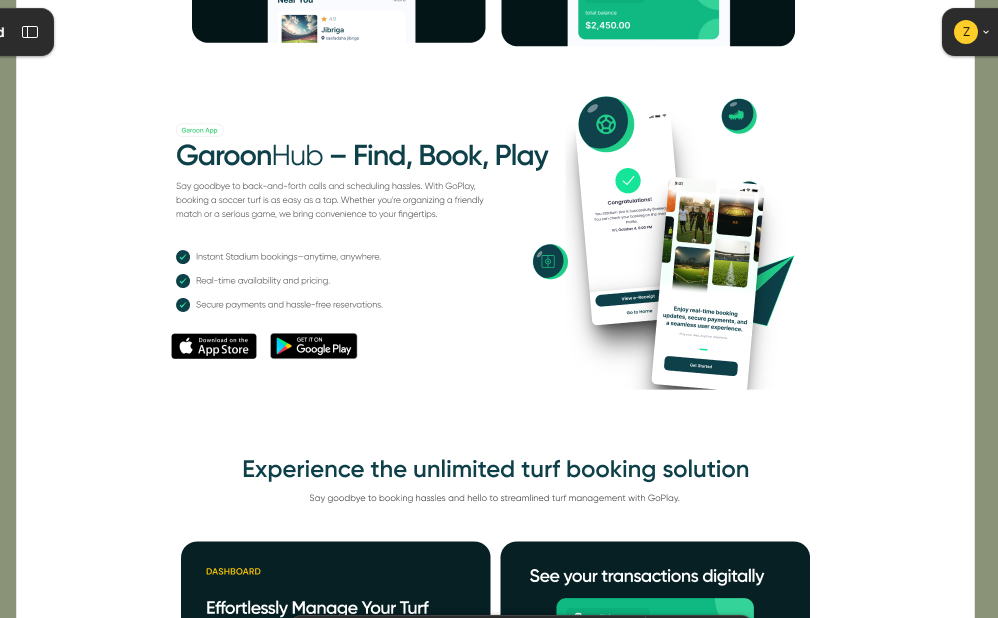 Near You
4.9
Jibriga
total balance
$2,450.00
Z
Garoon App
GaroonHub – Find, Book, Play
Say goodbye to back-and-forth calls and scheduling hassles. With GoPlay,
booking a soccer turf is as easy as a tap. Whether you're organizing a friendly
match or a serious game, we bring convenience to your fingertips.
Instant Stadium bookings—anytime, anywhere.
Real-time availability and pricing.
Secure payments and hassle-free reservations.
Download on the
App Store
GET IT ON
Google Play
Congratulations!
View e-Receipt
Go to Home
9:41
Enjoy real-time booking
updates, secure payments, and
a seamless user experience.
Get Started
Experience the unlimited turf booking solution
Say goodbye to booking hassles and hello to streamlined turf management with GoPlay.
DASHBOARD
Effortlessly Manage Your Turf
See your transactions digitally